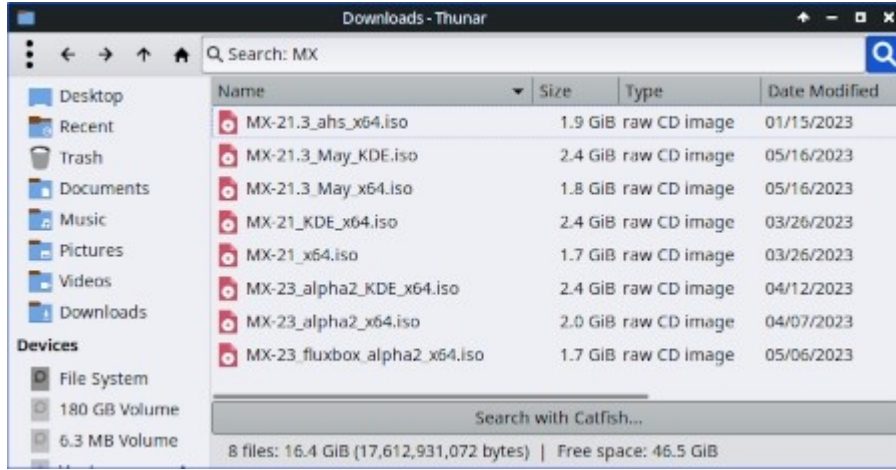 Downloads - Thunar
Search: MX
Desktop
Recent
Trash
Documents
Music
Pictures
Videos
Downloads
Devices
File System
180 GB Volume
6.3 MB Volume
Name Size Type Date Modified
MX-21.3_ahs_x64.iso 1.9 GiB raw CD image 01/15/2023
MX-21.3_May_KDE.iso 2.4 GiB raw CD image 05/16/2023
MX-21.3_May_x64.iso 1.8 GiB raw CD image 05/16/2023
MX-21_KDE_x64.iso 2.4 GiB raw CD image 03/26/2023
MX-21_x64.iso 1.7 GiB raw CD image 03/26/2023
MX-23_alpha2_KDE_x64.iso 2.4 GiB raw CD image 04/12/2023
MX-23_alpha2_x64.iso 2.0 GiB raw CD image 04/07/2023
MX-23_fluxbox_alpha2_x64.iso 1.7 GiB raw CD image 05/06/2023
Search with Catfish...
8 files: 16.4 GiB (17,612,931,072 bytes) | Free space: 46.5 GiB